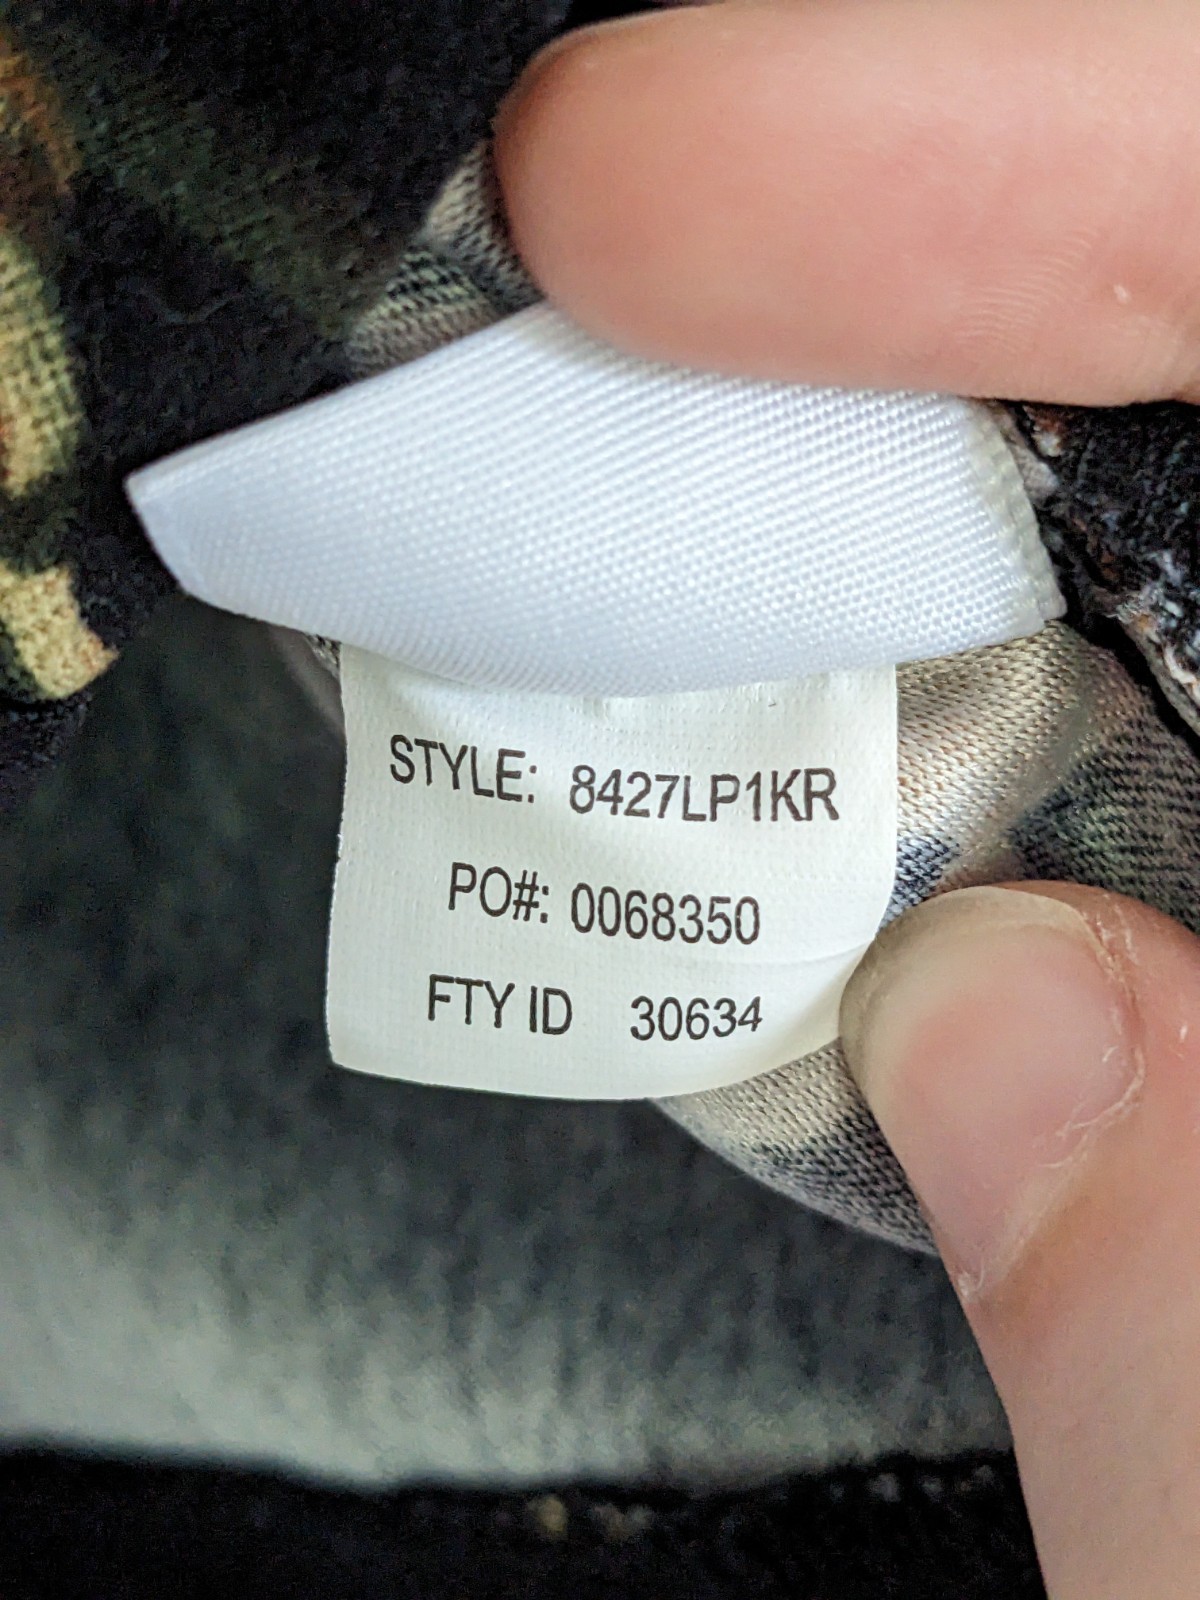 STYLE: 8427LP1KR
PO#: 0068350
FTY ID 30634